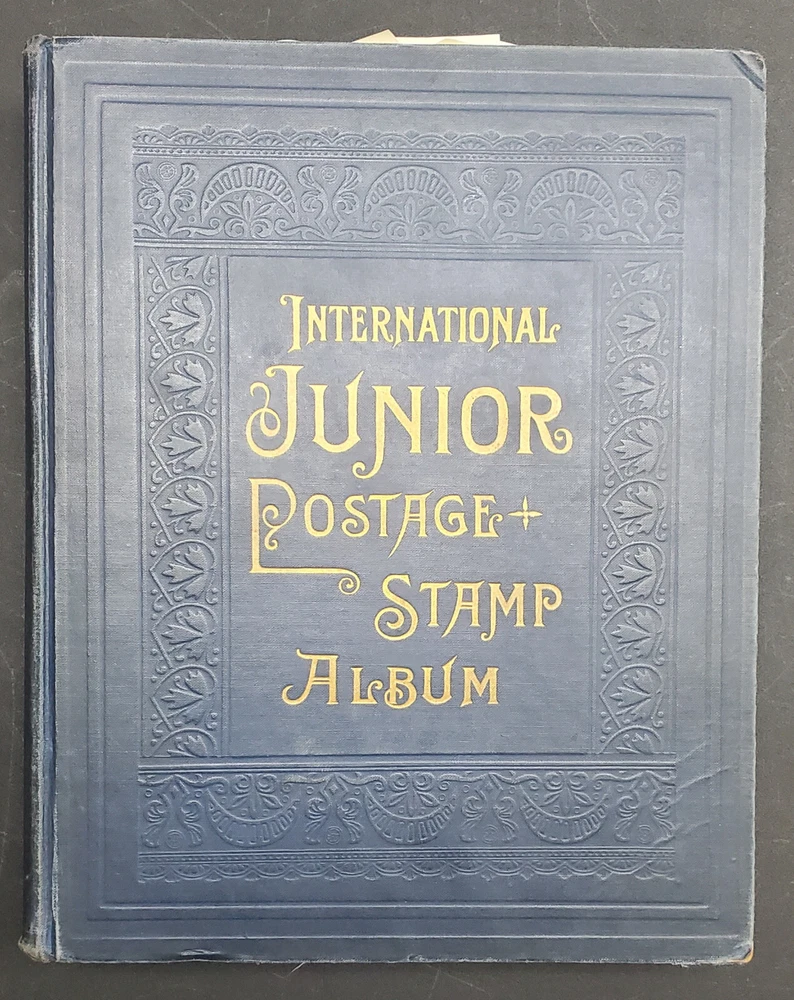 INTERNATIONAL
JUNIOR
POSTAGE
STAMP
ALBUM